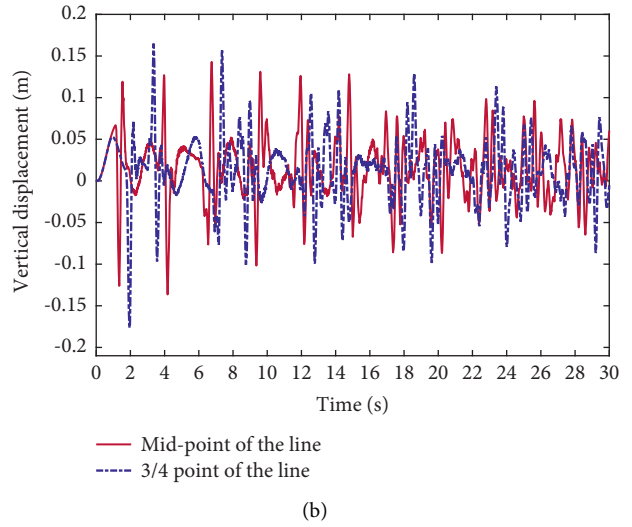 0.2
0.15
0.1
0.05
0
-0.05
-0.1
-0.15
-0.2
Vertical displacement (m)
0 2 4 6 8 10 12 14 16 18 20 22 24 26 28 30
Time (s)
Mid-point of the line
3/4 point of the line
(b)